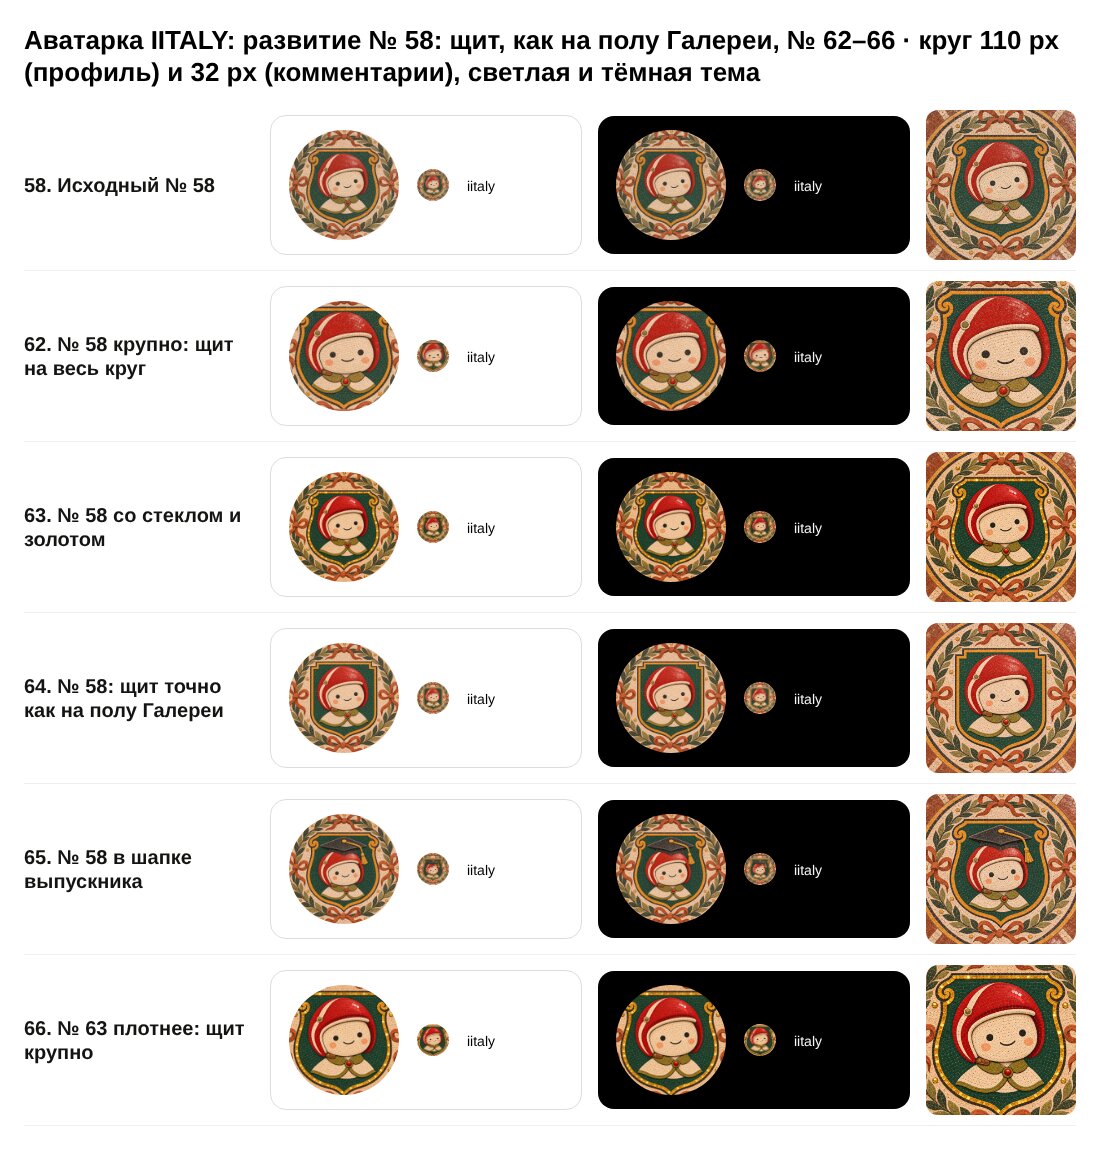 Аватарка IITALY: развитие № 58: щит, как на полу Галереи, № 62–66 · круг 110 px
(профиль) и 32 px (комментарии), светлая и тёмная тема
58. Исходный № 58
iitaly
iitaly
62. № 58 крупно: щит
на весь круг
iitaly
iitaly
63. № 58 со стеклом и
золотом
iitaly
iitaly
64. № 58: щит точно
как на полу Галереи
iitaly
iitaly
65. № 58 в шапке
выпускника
iitaly
iitaly
66. № 63 плотнее: щит
крупно
iitaly
iitaly